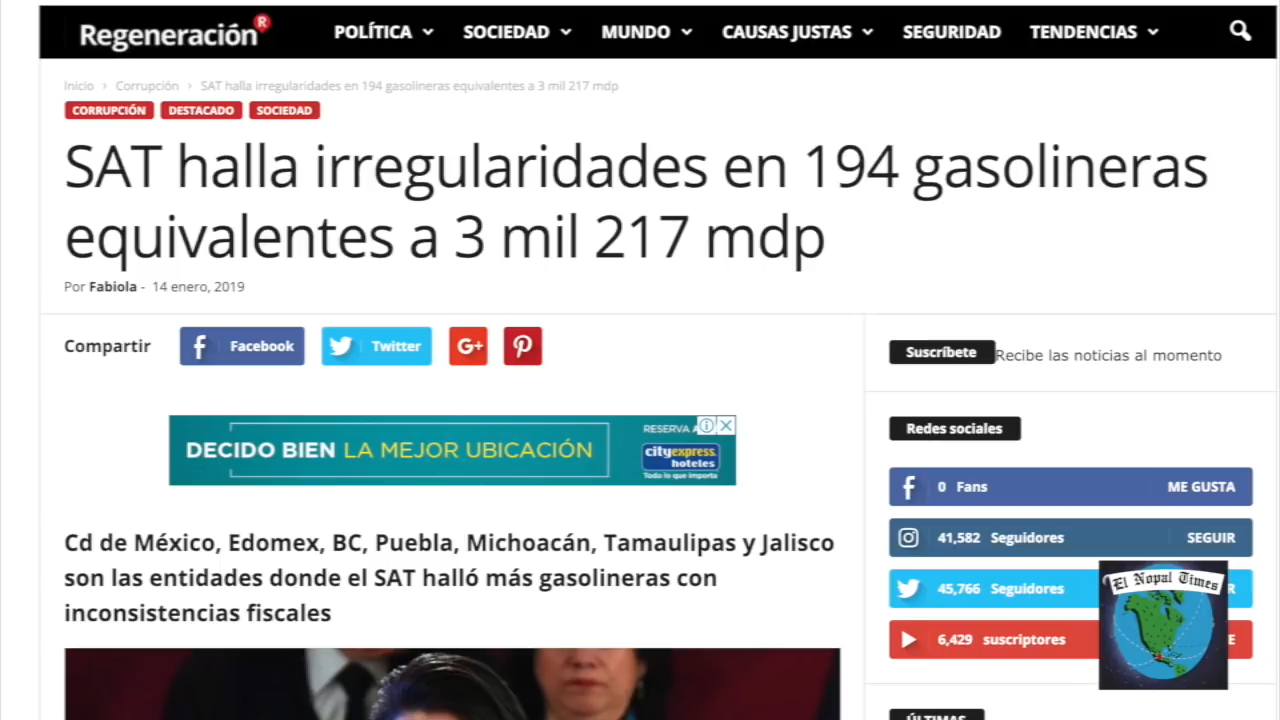 Regeneración R
POLÍTICA SOCIEDAD MUNDO CAUSAS JUSTAS SEGURIDAD TENDENCIAS
Inicio › Corrupción › SAT halla irregularidades en 194 gasolineras equivalentes a 3 mil 217 mdp
CORRUPCIÓN DESTACADO SOCIEDAD
SAT halla irregularidades en 194 gasolineras
equivalentes a 3 mil 217 mdp
Por Fabiola - 14 enero, 2019
Compartir Facebook Twitter G+
Suscríbete Recibe las noticias al momento
RESERVA A
DECIDO BIEN LA MEJOR UBICACIÓN
cityexpress
hoteles
Todo lo que importa
Redes sociales
0 Fans ME GUSTA
41,582 Seguidores SEGUIR
45,766 Seguidores R
6,429 suscriptores E
El Nopal Times
Cd de México, Edomex, BC, Puebla, Michoacán, Tamaulipas y Jalisco
son las entidades donde el SAT halló más gasolineras con
inconsistencias fiscales
ÚLTIMAS